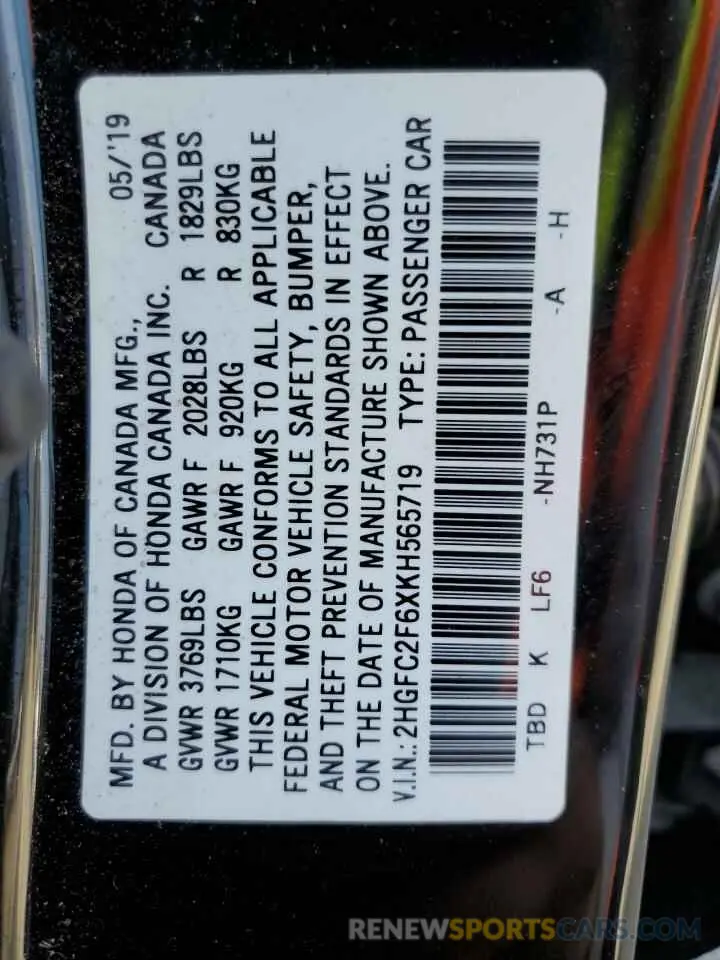 MFD. BY HONDA OF CANADA MFG., 05/'19
A DIVISION OF HONDA CANADA INC. CANADA
GVWR 3769LBS GAWR F 2028LBS R 1829LBS
GVWR 1710KG GAWR F 920KG R 830KG
THIS VEHICLE CONFORMS TO ALL APPLICABLE
FEDERAL MOTOR VEHICLE SAFETY, BUMPER,
AND THEFT PREVENTION STANDARDS IN EFFECT
ON THE DATE OF MANUFACTURE SHOWN ABOVE.
V.I.N.: 2HGFC2F6XKH565719 TYPE: PASSENGER CAR
TBD K LF6 -NH731P -A -H
RENEWSPORTSCARS.COM